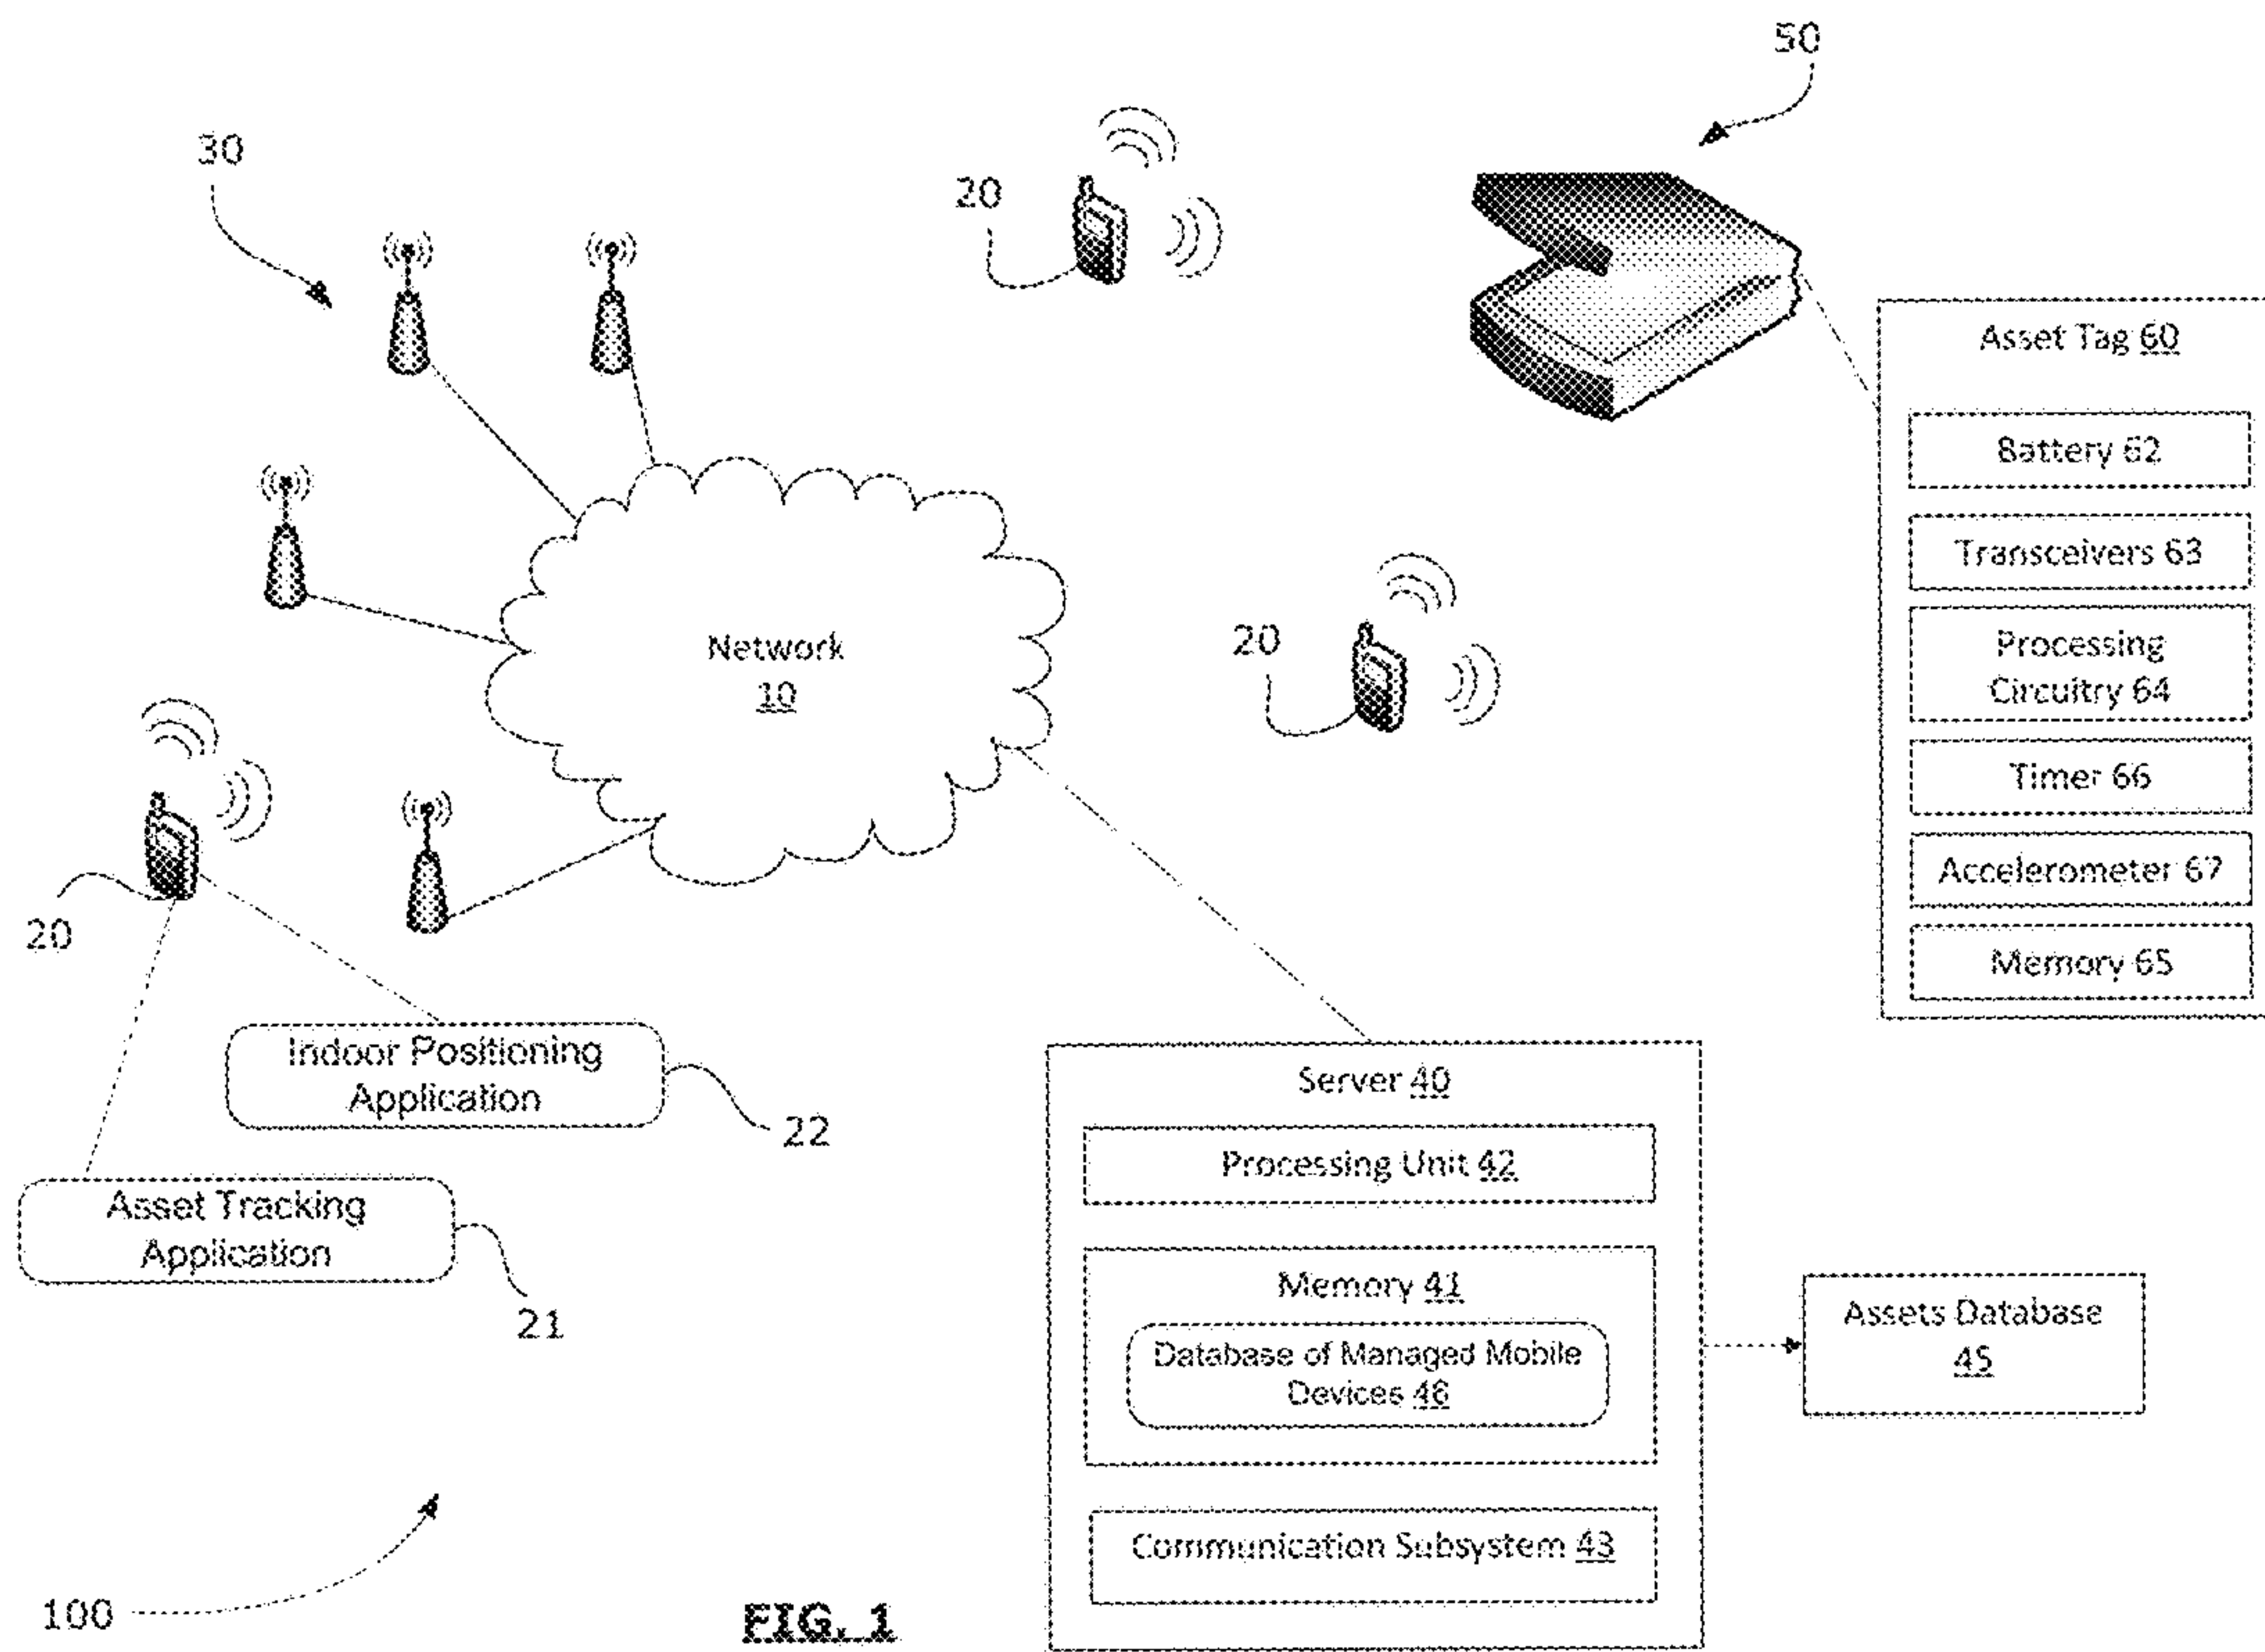 50
30
20
Asset Tag 60
Battery 62
Transceivers 63
20
Network
10
Processing
Circuitry 64
Timer 66
Accelerometer 67
20
Memory 65
Indoor Positioning
Application
22
Server 40
Processing Unit 42
Asset Tracking
Application
21
Memory 41
Database of Managed Mobile
Devices 46
Assets Database
45
Communication Subsystem 43
100
FIG. 1